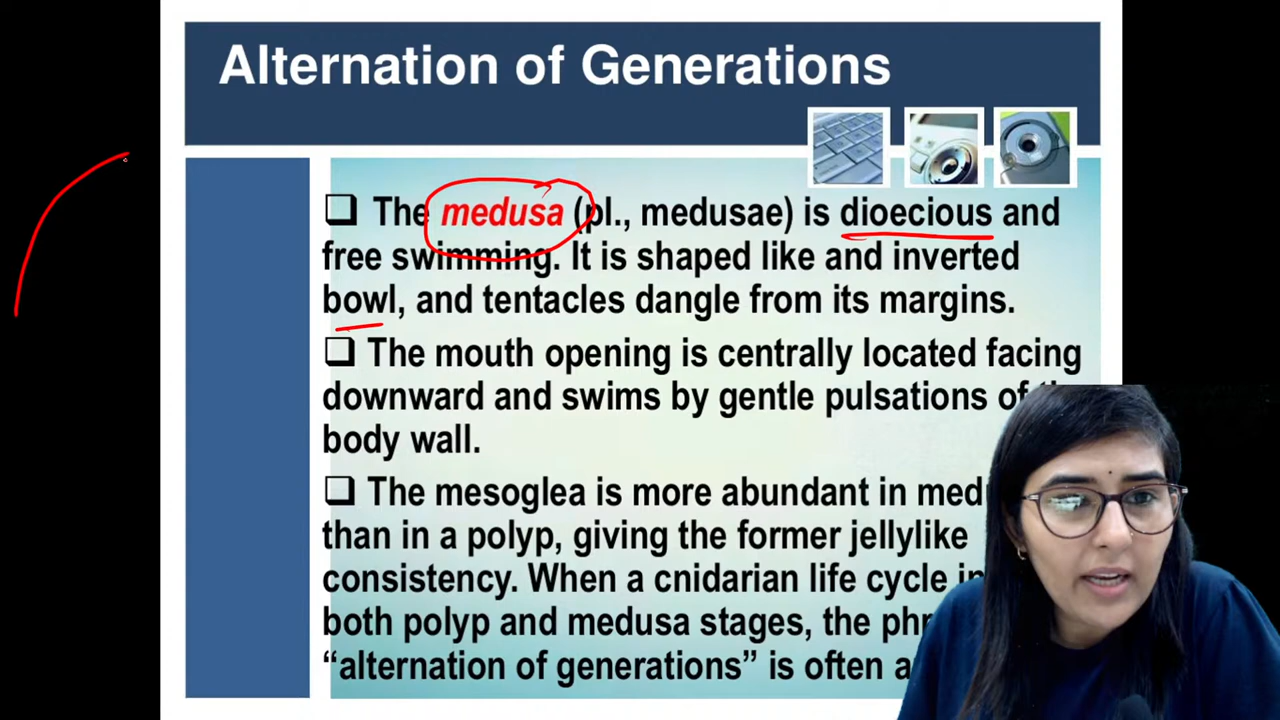 Alternation of Generations
❑ The medusa (pl., medusae) is dioecious and
free swimming. It is shaped like and inverted
bowl, and tentacles dangle from its margins.
❑ The mouth opening is centrally located facing
downward and swims by gentle pulsations of
body wall.
❑ The mesoglea is more abundant in
than in a polyp, giving the former jellylike
consistency. When a cnidarian life cycle
both polyp and medusa stages, the
“alternation of generations” is often